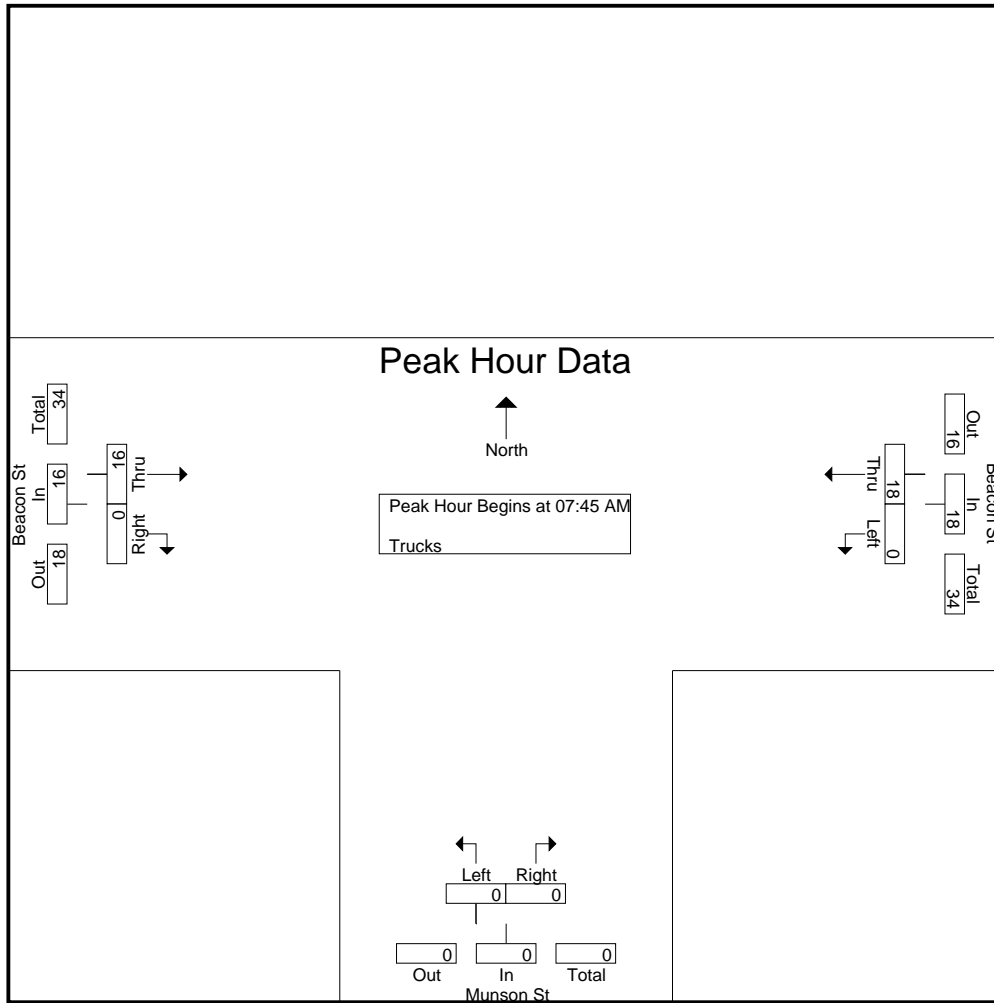 Peak Hour Data
North
Peak Hour Begins at 07:45 AM
Trucks
Beacon St
Total
34
In
16
Out
18
16
Thru
0
Right
Beacon St
Out
16
In
18
Total
34
Thru
18
Left
0
Left Right
0 0
0 0 0
Out In Total
Munson St